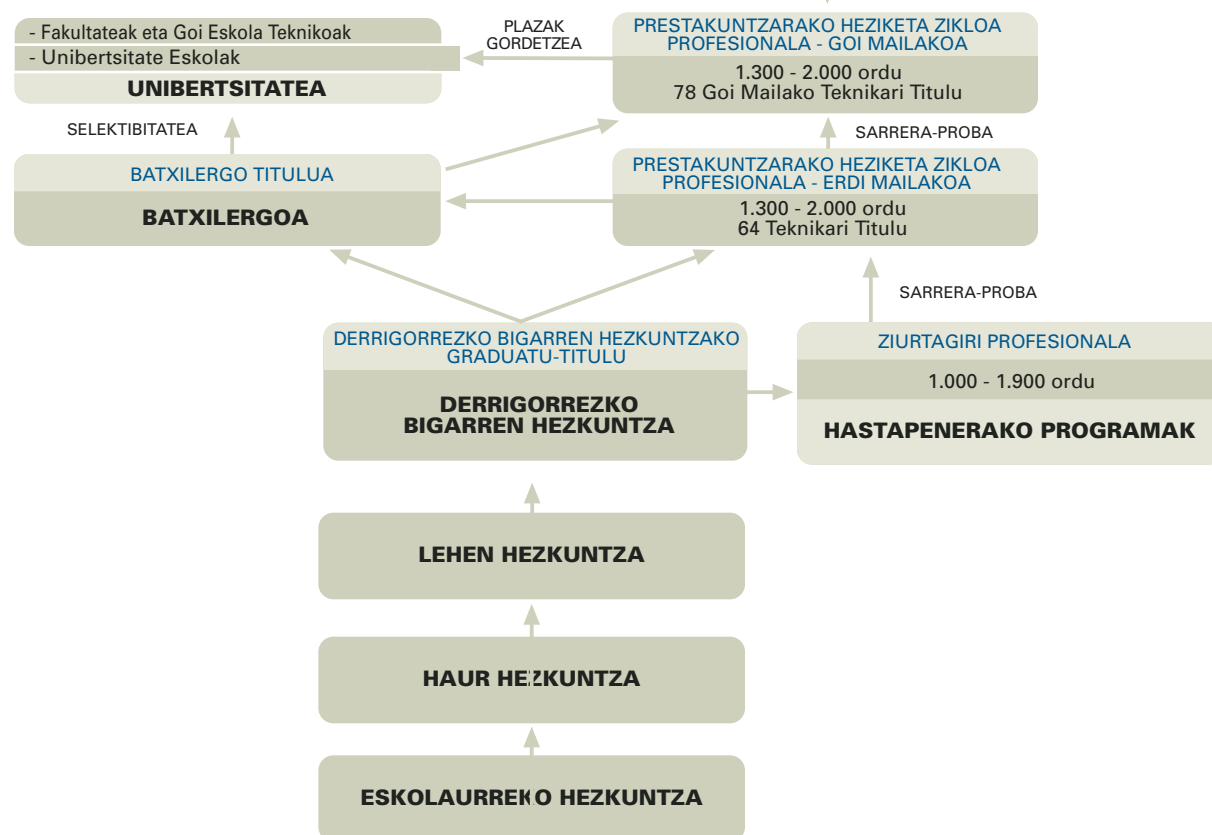 - Fakultateak eta Goi Eskola Teknikoak
- Unibertsitate Eskolak
UNIBERTSITATEA
PLAZAK
GORDETZEA
PRESTAKUNTZARAKO HEZIKETA ZIKLOA
PROFESIONALA - GOI MAILAKOA
1.300 - 2.000 ordu
78 Goi Mailako Teknikari Titulu
SELEKTIBITATEA
SARRERA-PROBA
BATXILERGO TITULUA
BATXILERGOA
PRESTAKUNTZARAKO HEZIKETA ZIKLOA
PROFESIONALA - ERDI MAILAKOA
1.300 - 2.000 ordu
64 Teknikari Titulu
SARRERA-PROBA
DERRIGORREZKO BIGARREN HEZKUNTZAKO
GRADUATU-TITULU
DERRIGORREZKO
BIGARREN HEZKUNTZA
ZIURTAGIRI PROFESIONALA
1.000 - 1.900 ordu
HASTAPENERAKO PROGRAMAK
LEHEN HEZKUNTZA
HAUR HEZKUNTZA
ESKOLAURREKO HEZKUNTZA